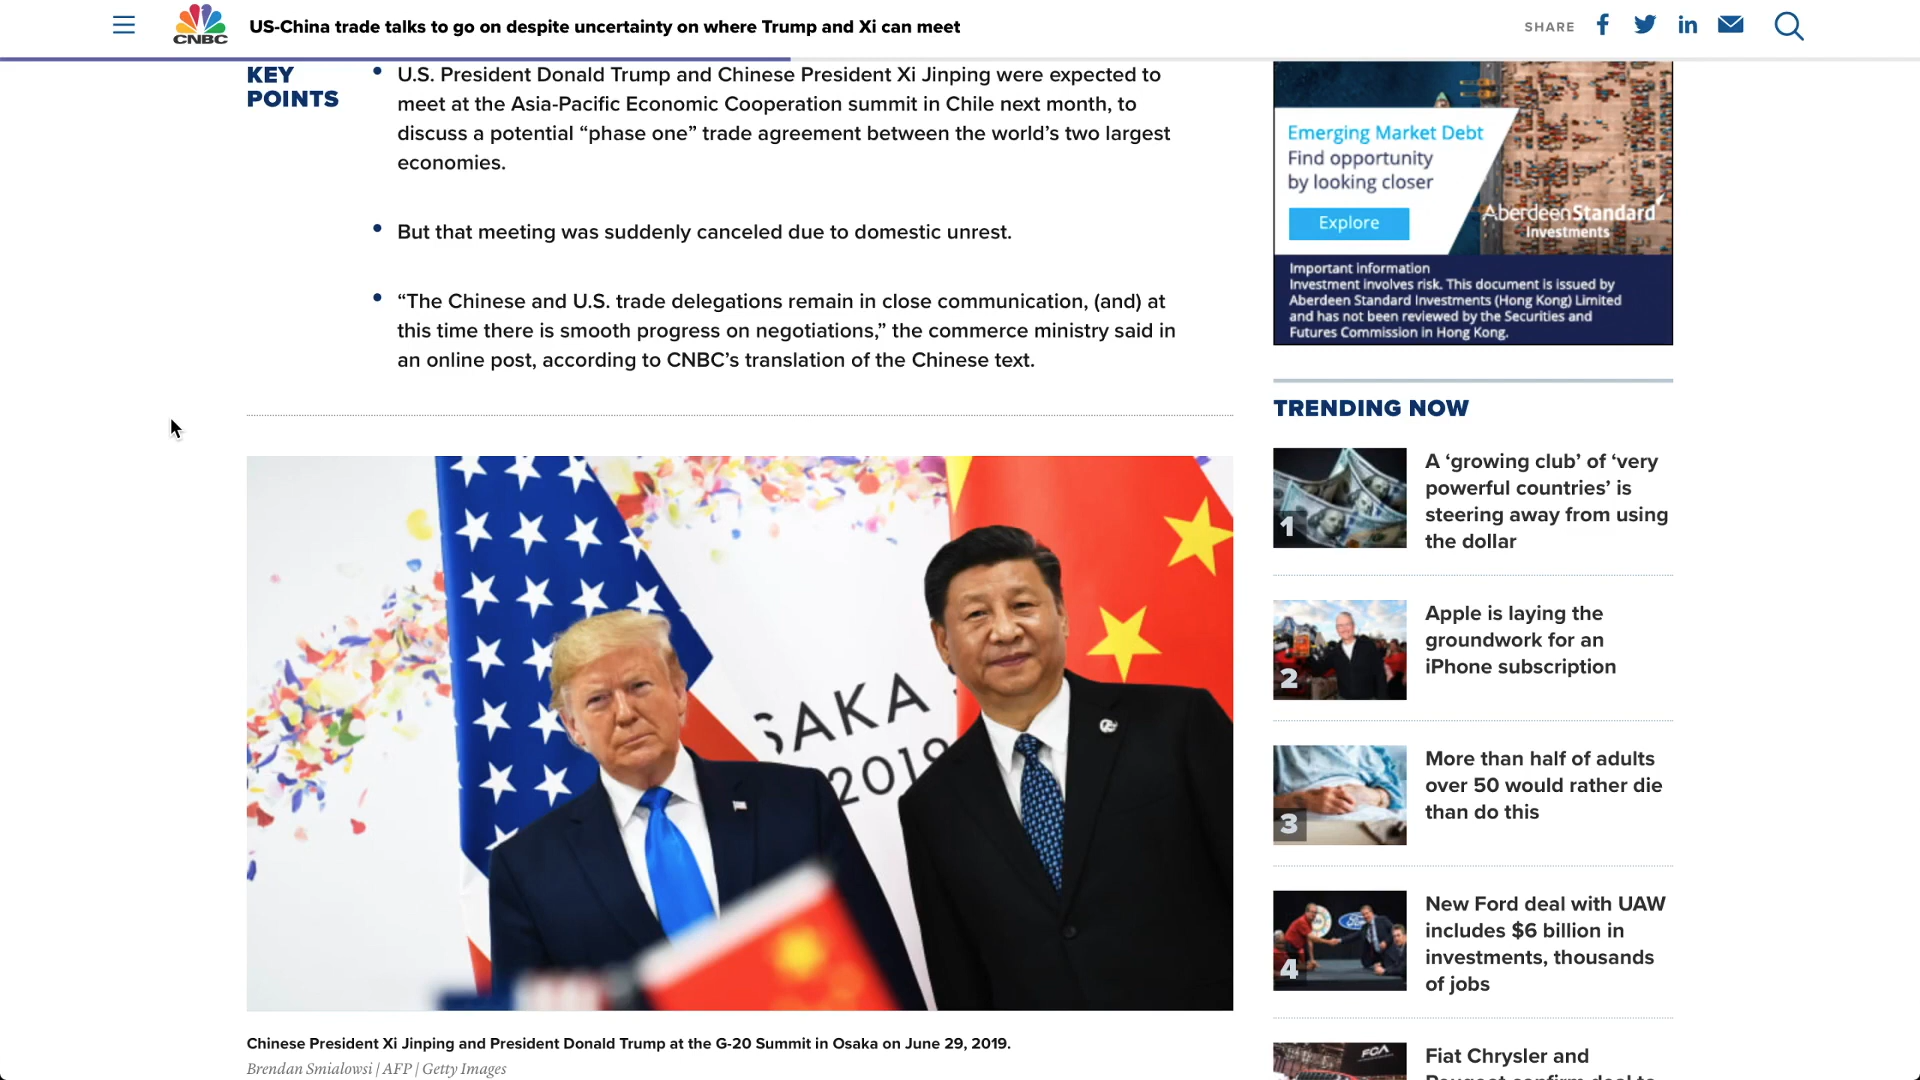 CNBC
US-China trade talks to go on despite uncertainty on where Trump and Xi can meet
SHARE
KEY
POINTS
• U.S. President Donald Trump and Chinese President Xi Jinping were expected to
meet at the Asia-Pacific Economic Cooperation summit in Chile next month, to
discuss a potential “phase one” trade agreement between the world’s two largest
economies.
• But that meeting was suddenly canceled due to domestic unrest.
• “The Chinese and U.S. trade delegations remain in close communication, (and) at
this time there is smooth progress on negotiations,” the commerce ministry said in
an online post, according to CNBC’s translation of the Chinese text.
SAKA
2019
Chinese President Xi Jinping and President Donald Trump at the G-20 Summit in Osaka on June 29, 2019.
Brendan Smialowsi | AFP | Getty Images
Emerging Market Debt
Find opportunity
by looking closer
Explore
AberdeenStandard
Investments
Important information
Investment involves risk. This document is issued by
Aberdeen Standard Investments (Hong Kong) Limited
and has not been reviewed by the Securities and
Futures Commission in Hong Kong.
TRENDING NOW
1
A ‘growing club’ of ‘very
powerful countries’ is
steering away from using
the dollar
2
Apple is laying the
groundwork for an
iPhone subscription
3
More than half of adults
over 50 would rather die
than do this
4
Ford
New Ford deal with UAW
includes $6 billion in
investments, thousands
of jobs
FCA
Fiat Chrysler and